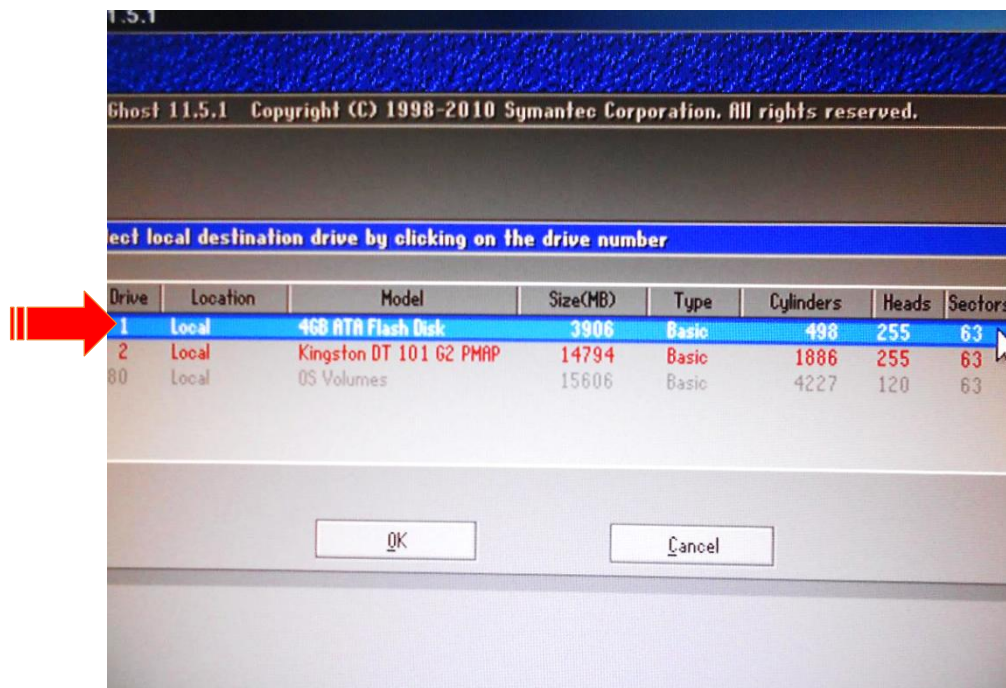 1.5.1
Ghost 11.5.1 Copyright (C) 1998-2010 Symantec Corporation. All rights reserved.
lect local destination drive by clicking on the drive number
Drive Location Model Size(MB) Type Cylinders Heads Sectors
1 Local 4GB ATA Flash Disk 3906 Basic 498 255 63
2 Local Kingston DT 101 G2 PMAP 14794 Basic 1886 255 63
80 Local OS Volumes 15606 Basic 4227 120 63
OK
Cancel